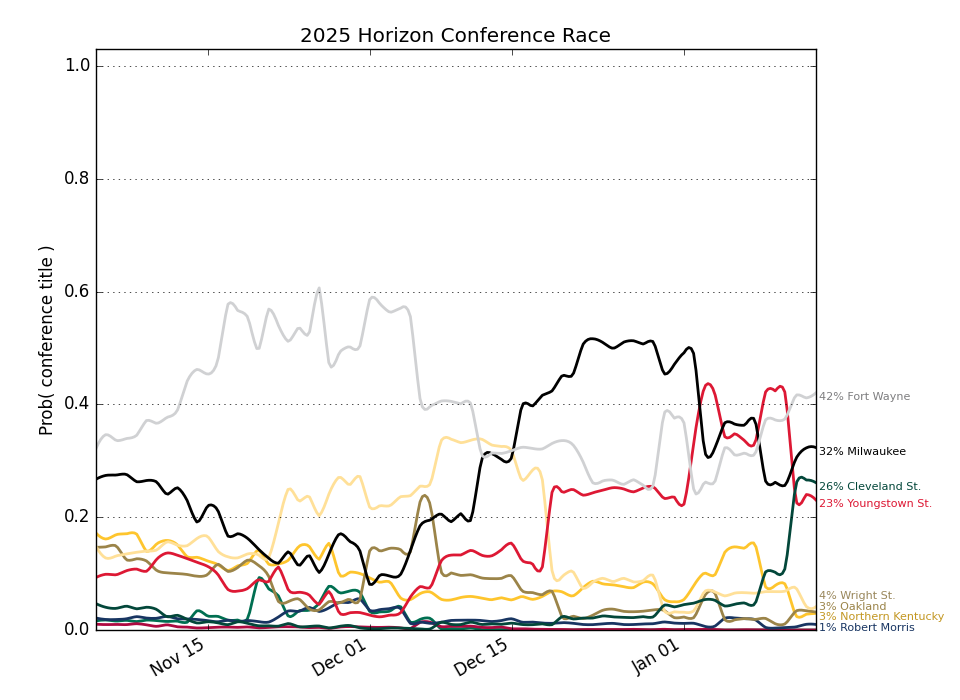 2025 Horizon Conference Race
Prob( conference title )
1.0
0.8
0.6
0.4
0.2
0.0
Nov 15
Dec 01
Dec 15
Jan 01
42% Fort Wayne
32% Milwaukee
26% Cleveland St.
23% Youngstown St.
4% Wright St.
3% Oakland
3% Northern Kentucky
1% Robert Morris